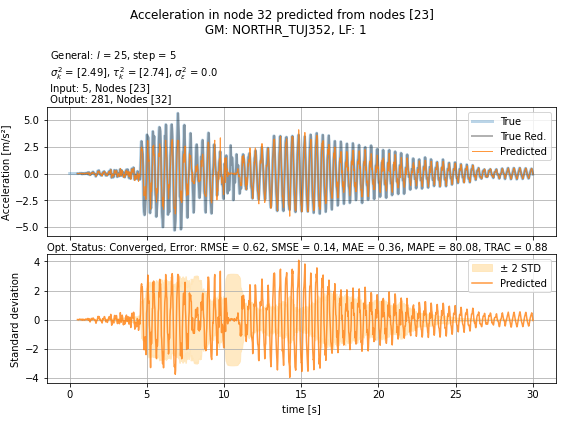 Acceleration in node 32 predicted from nodes [23]
GM: NORTHR_TUJ352, LF: 1
General: l = 25, step = 5
σ²ₖ = [2.49], τ²ₖ = [2.74], σ²ₑ = 0.0
Input: 5, Nodes [23]
Output: 281, Nodes [32]
Acceleration [m/s²]
5.0
2.5
0.0
−2.5
−5.0
True
True Red.
Predicted
Opt. Status: Converged, Error: RMSE = 0.62, SMSE = 0.14, MAE = 0.36, MAPE = 80.08, TRAC = 0.88
Standard deviation
4
2
0
−2
−4
± 2 STD
Predicted
0 5 10 15 20 25 30
time [s]